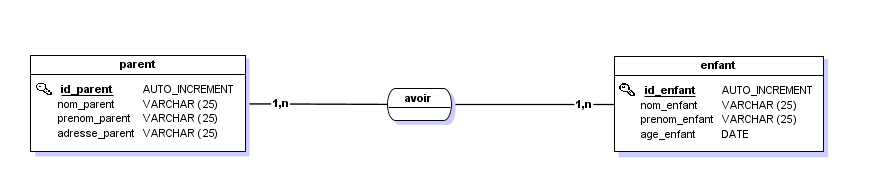 parent
id_parent AUTO_INCREMENT
nom_parent VARCHAR (25)
prenom_parent VARCHAR (25)
adresse_parent VARCHAR (25)
1,n
avoir
1,n
enfant
id_enfant AUTO_INCREMENT
nom_enfant VARCHAR (25)
prenom_enfant VARCHAR (25)
age_enfant DATE